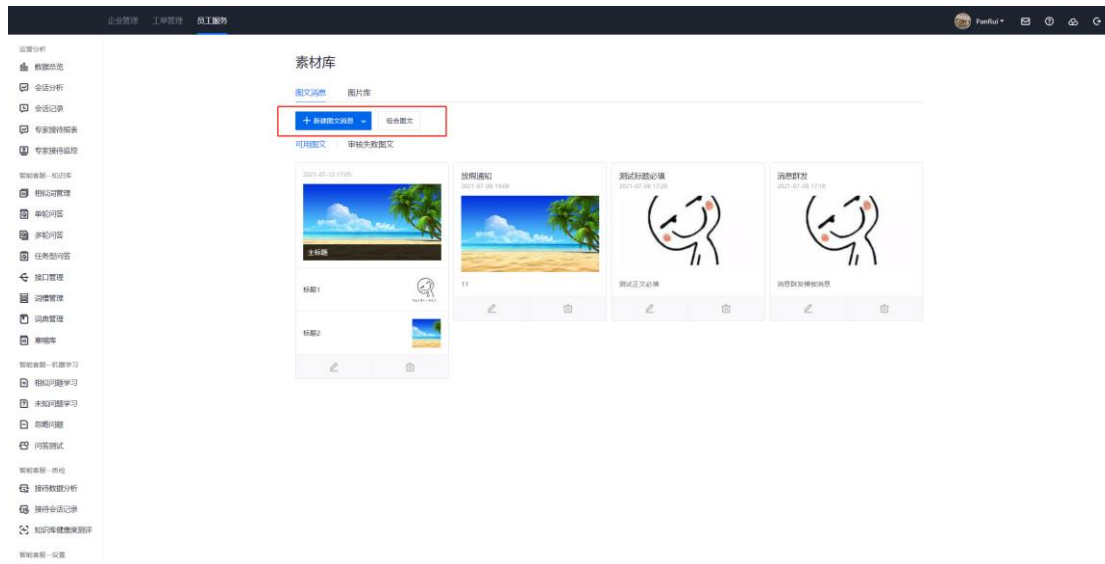 企业管理 工单管理 员工服务 PanRui
运营分析
数据总览
会话分析
会话记录
专家接待报表
专家接待监控
智能客服--知识库
相似词管理
单轮问答
多轮问答
任务型问答
接口管理
词槽管理
词典管理
寒暄库
智能客服--机器学习
相似问题学习
未知问题学习
忽略问题
问答测试
智能客服--质检
接待数据分析
接待会话记录
知识库健康度测评
智能客服--设置
素材库
图文消息 图片库
+ 新建图文消息 组合图文
可用图文 审核失败图文
2021-07-12 17:05
主标题
标题1
标题2
放假通知
2021-07-08 19:08
11
测试标题必填
2021-07-08 17:20
测试正文必填
消息群发
2021-07-08 17:18
消息群发模板消息